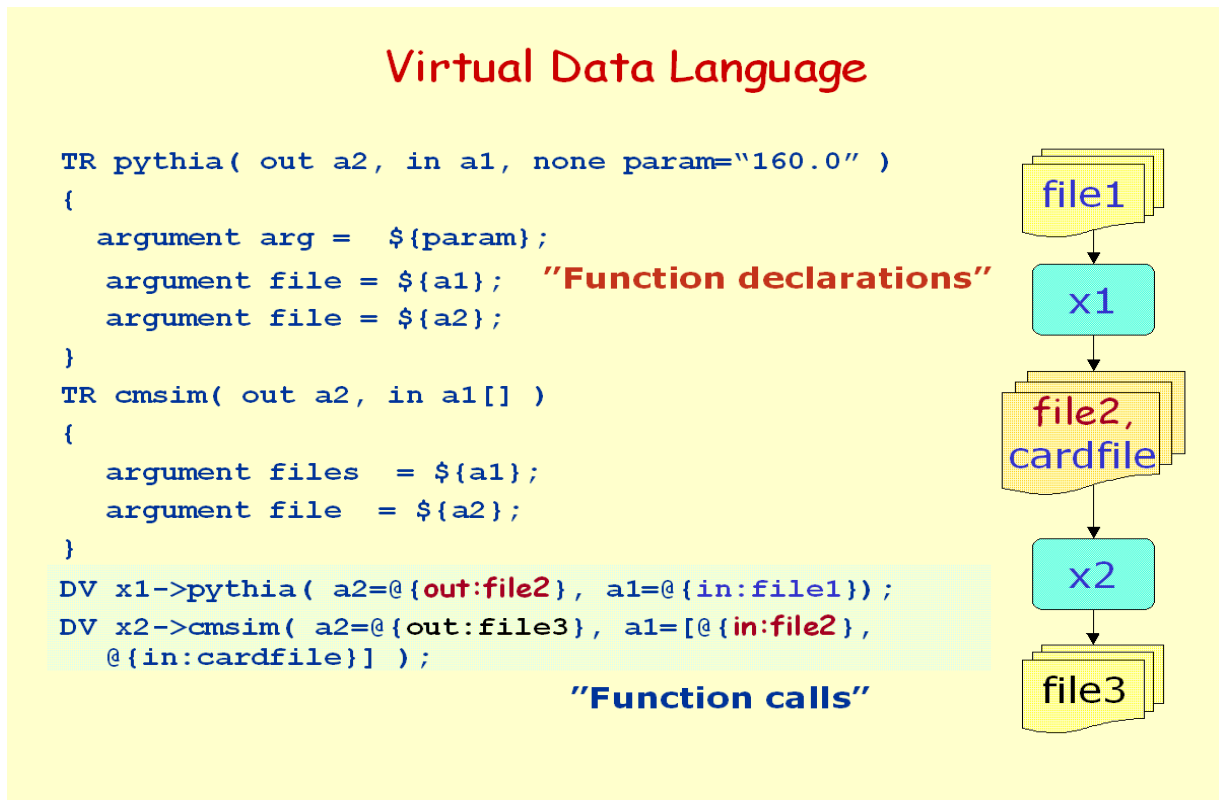 Virtual Data Language
TR pythia( out a2, in a1, none param=“160.0” )
{
argument arg = ${param};
argument file = ${a1};
”Function declarations”
argument file = ${a2};
}
TR cmsim( out a2, in a1[] )
{
argument files = ${a1};
argument file = ${a2};
}
DV x1->pythia( a2=@{out:file2}, a1=@{in:file1});
DV x2->cmsim( a2=@{out:file3}, a1=[@{in:file2},
@{in:cardfile}] );
”Function calls”
file1
x1
file2,
cardfile
x2
file3